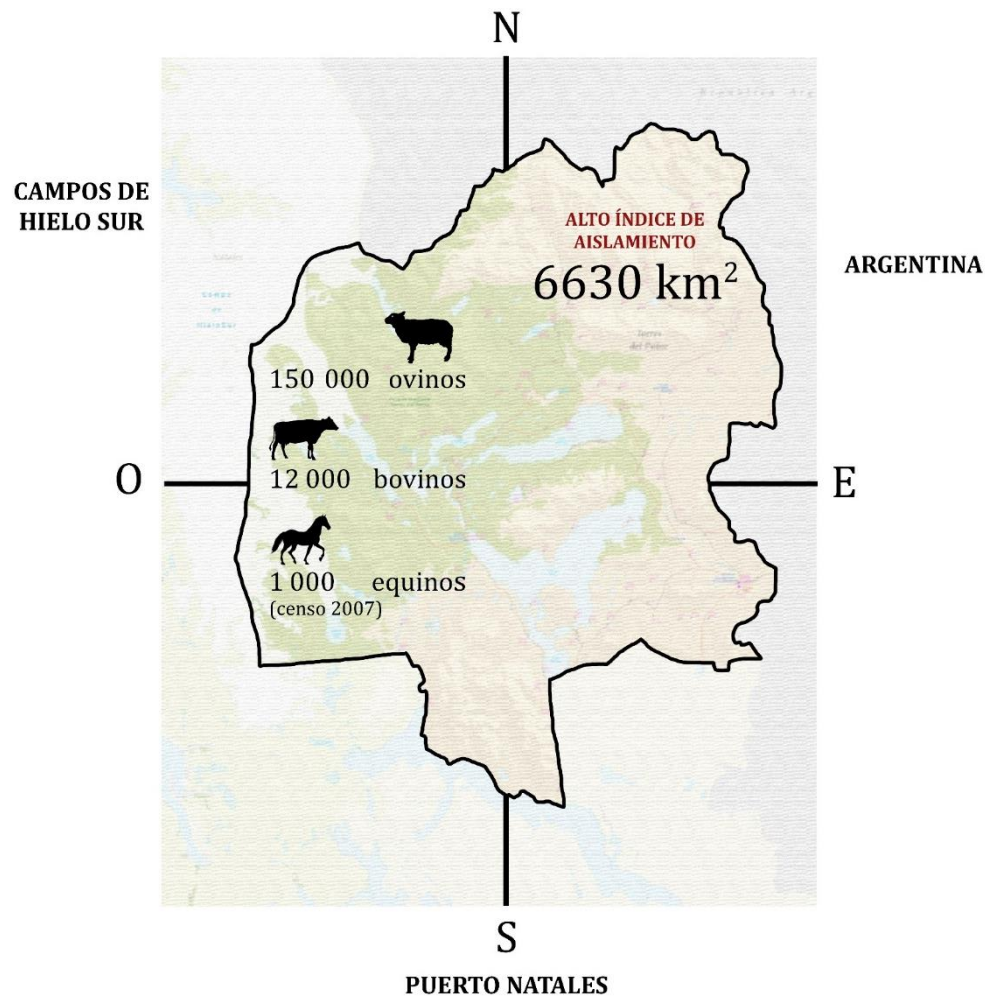 N
CAMPOS DE
HIELO SUR
ALTO ÍNDICE DE
AISLAMIENTO
6630 km²
ARGENTINA
150 000 ovinos
12 000 bovinos
O
E
1 000 equinos
(censo 2007)
S
PUERTO NATALES